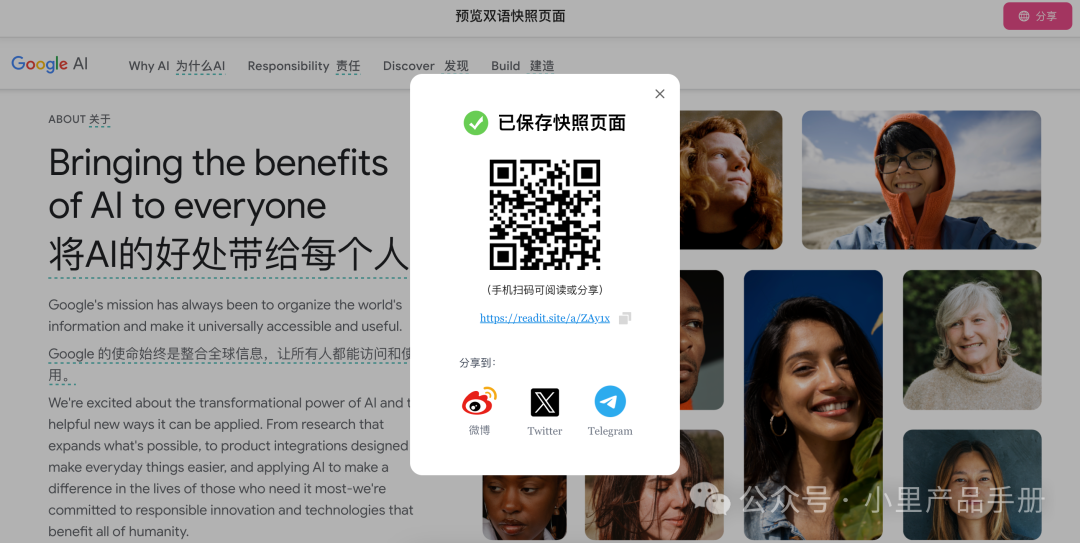 预览双语快照页面
分享
Google AI
Why AI 为什么AI
Responsibility 责任
Discover 发现
Build 建造
ABOUT 关于
Bringing the benefits
of AI to everyone
将AI的好处带给每个人
Google's mission has always been to organize the world's
information and make it universally accessible and useful.
Google 的使命始终是整合全球信息，让所有人都能访问和使
用。
We're excited about the transformational power of AI and t
helpful new ways it can be applied. From research that
expands what's possible, to product integrations designed
make everyday things easier, and applying AI to make a
difference in the lives of those who need it most-we're
committed to responsible innovation and technologies that
benefit all of humanity.
已保存快照页面
（手机扫码可阅读或分享）
https://readit.site/a/ZAy1x
分享到：
微博
Twitter
Telegram
公众号 · 小里产品手册